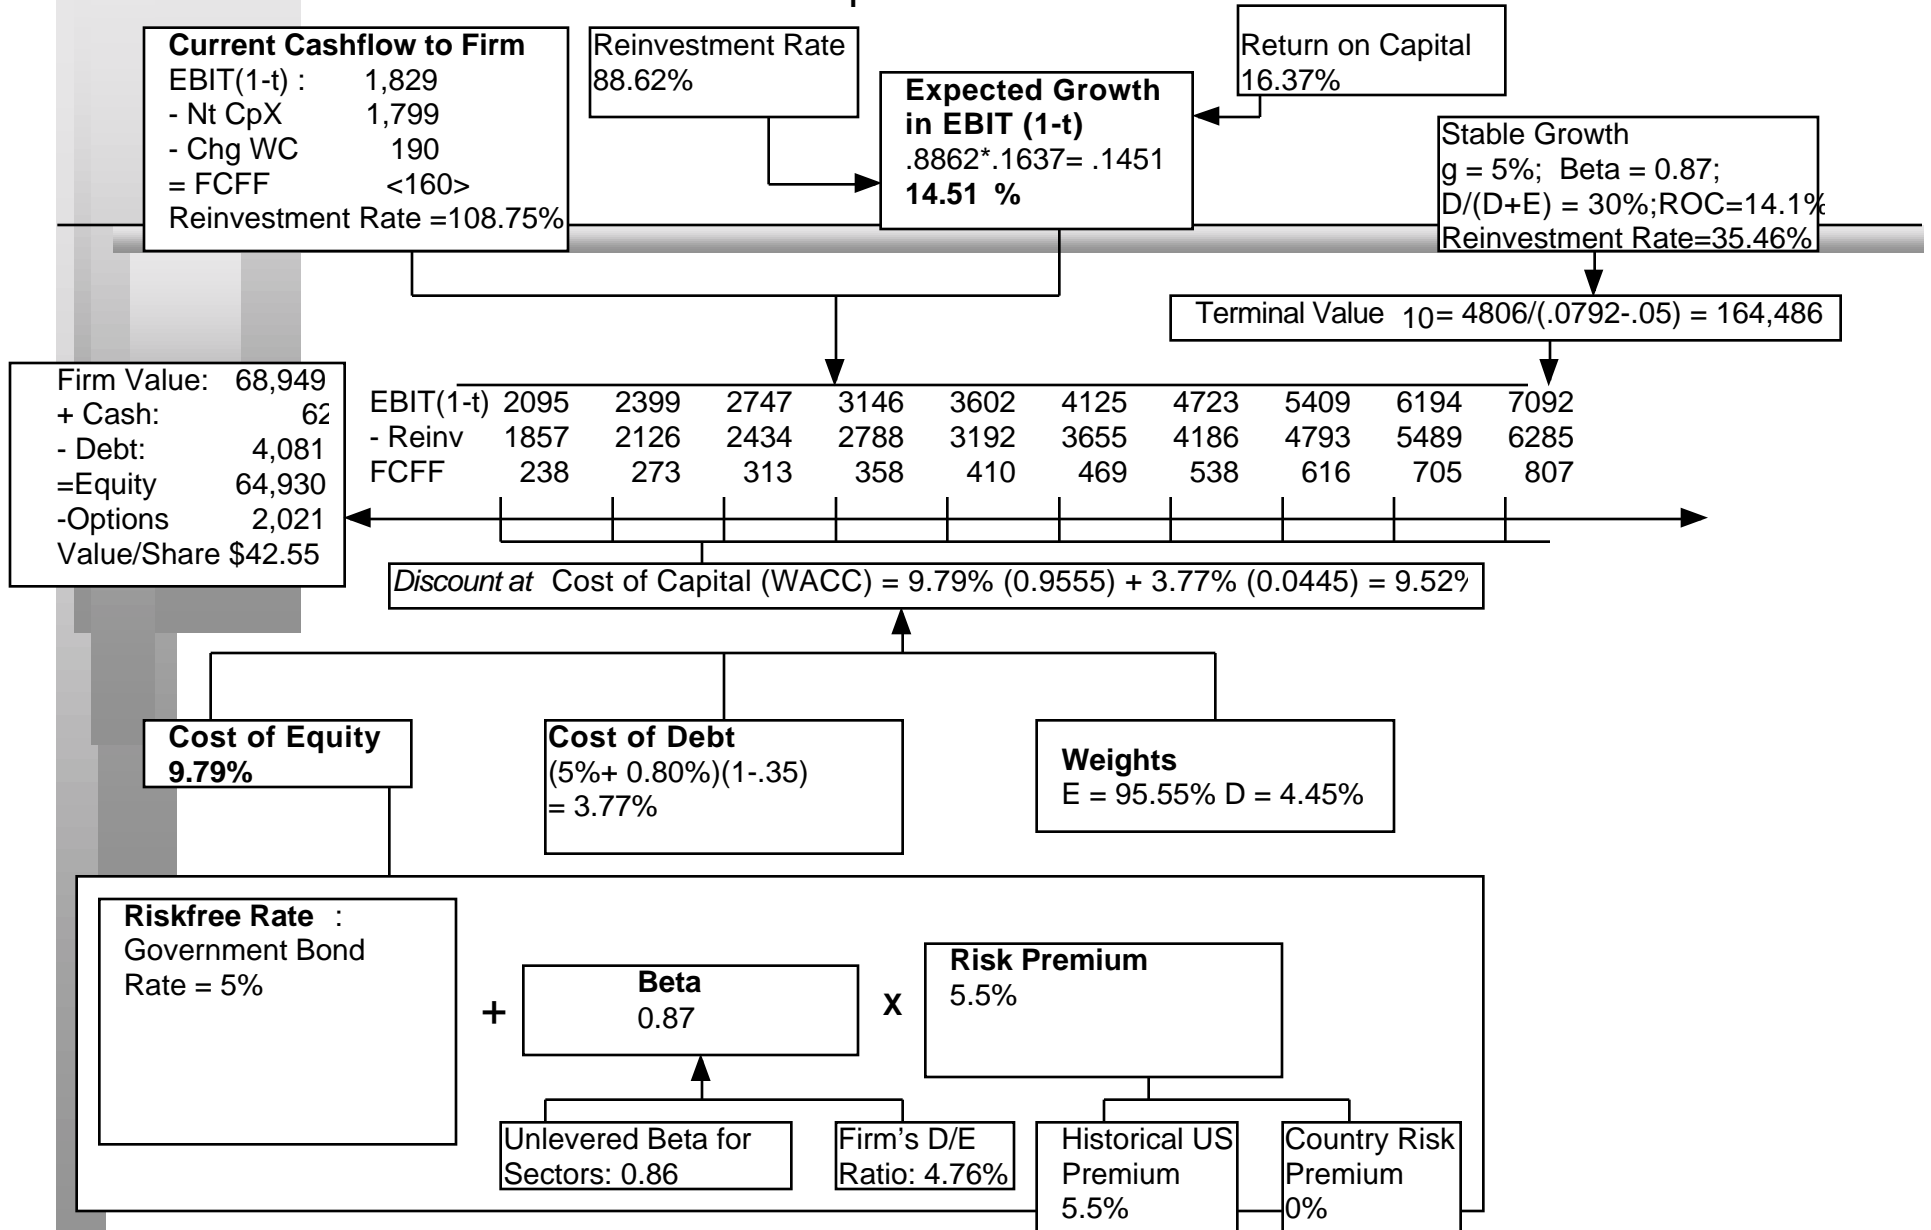 Current Cashflow to Firm
EBIT(1-t) : 1,829
- Nt CpX 1,799
- Chg WC 190
= FCFF <160>
Reinvestment Rate =108.75%
Reinvestment Rate
88.62%
Expected Growth
in EBIT (1-t)
.8862*.1637= .1451
14.51 %
Return on Capital
16.37%
Stable Growth
g = 5%; Beta = 0.87;
D/(D+E) = 30%;ROC=14.1%
Reinvestment Rate=35.46%
Terminal Value 10= 4806/(.0792-.05) = 164,486
Firm Value: 68,949
+ Cash: 62
- Debt: 4,081
=Equity 64,930
-Options 2,021
Value/Share $42.55
EBIT(1-t) 2095 2399 2747 3146 3602 4125 4723 5409 6194 7092
- Reinv 1857 2126 2434 2788 3192 3655 4186 4793 5489 6285
FCFF 238 273 313 358 410 469 538 616 705 807
Discount at Cost of Capital (WACC) = 9.79% (0.9555) + 3.77% (0.0445) = 9.52%
Cost of Equity
9.79%
Cost of Debt
(5%+ 0.80%)(1-.35)
= 3.77%
Weights
E = 95.55% D = 4.45%
Riskfree Rate :
Government Bond
Rate = 5%
+
Beta
0.87
X
Risk Premium
5.5%
Unlevered Beta for
Sectors: 0.86
Firm’s D/E
Ratio: 4.76%
Historical US
Premium
5.5%
Country Risk
Premium
0%